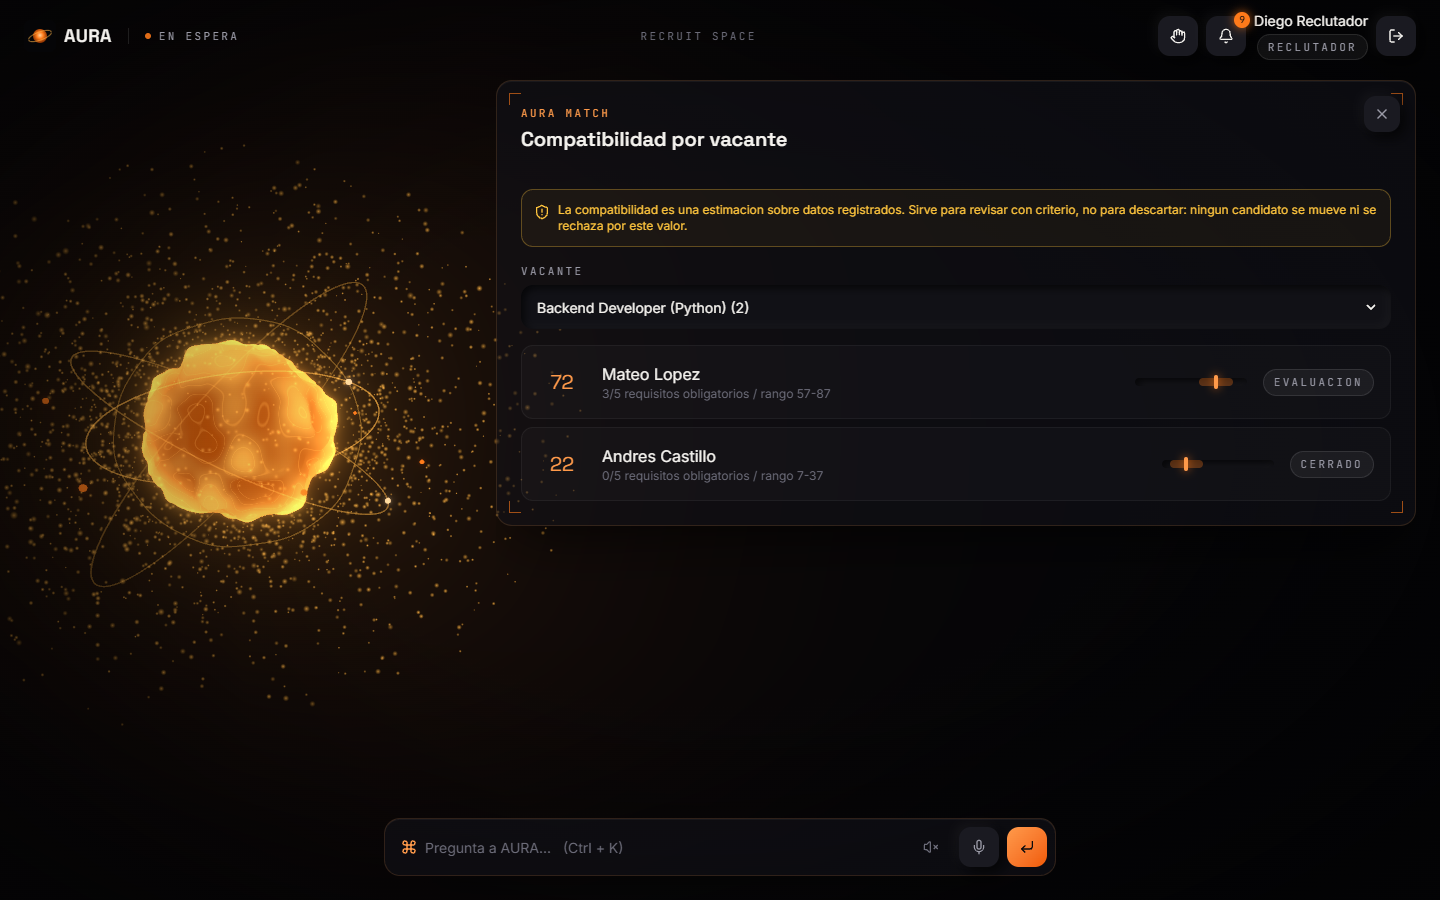 AURA
EN ESPERA
RECRUIT SPACE
9
Diego Reclutador
RECLUTADOR
AURA MATCH
Compatibilidad por vacante
La compatibilidad es una estimacion sobre datos registrados. Sirve para revisar con criterio, no para descartar: ningun candidato se mueve ni se
rechaza por este valor.
VACANTE
Backend Developer (Python) (2)
72
Mateo Lopez
3/5 requisitos obligatorios / rango 57-87
EVALUACION
22
Andres Castillo
0/5 requisitos obligatorios / rango 7-37
CERRADO
⌘ Pregunta a AURA... (Ctrl + K)